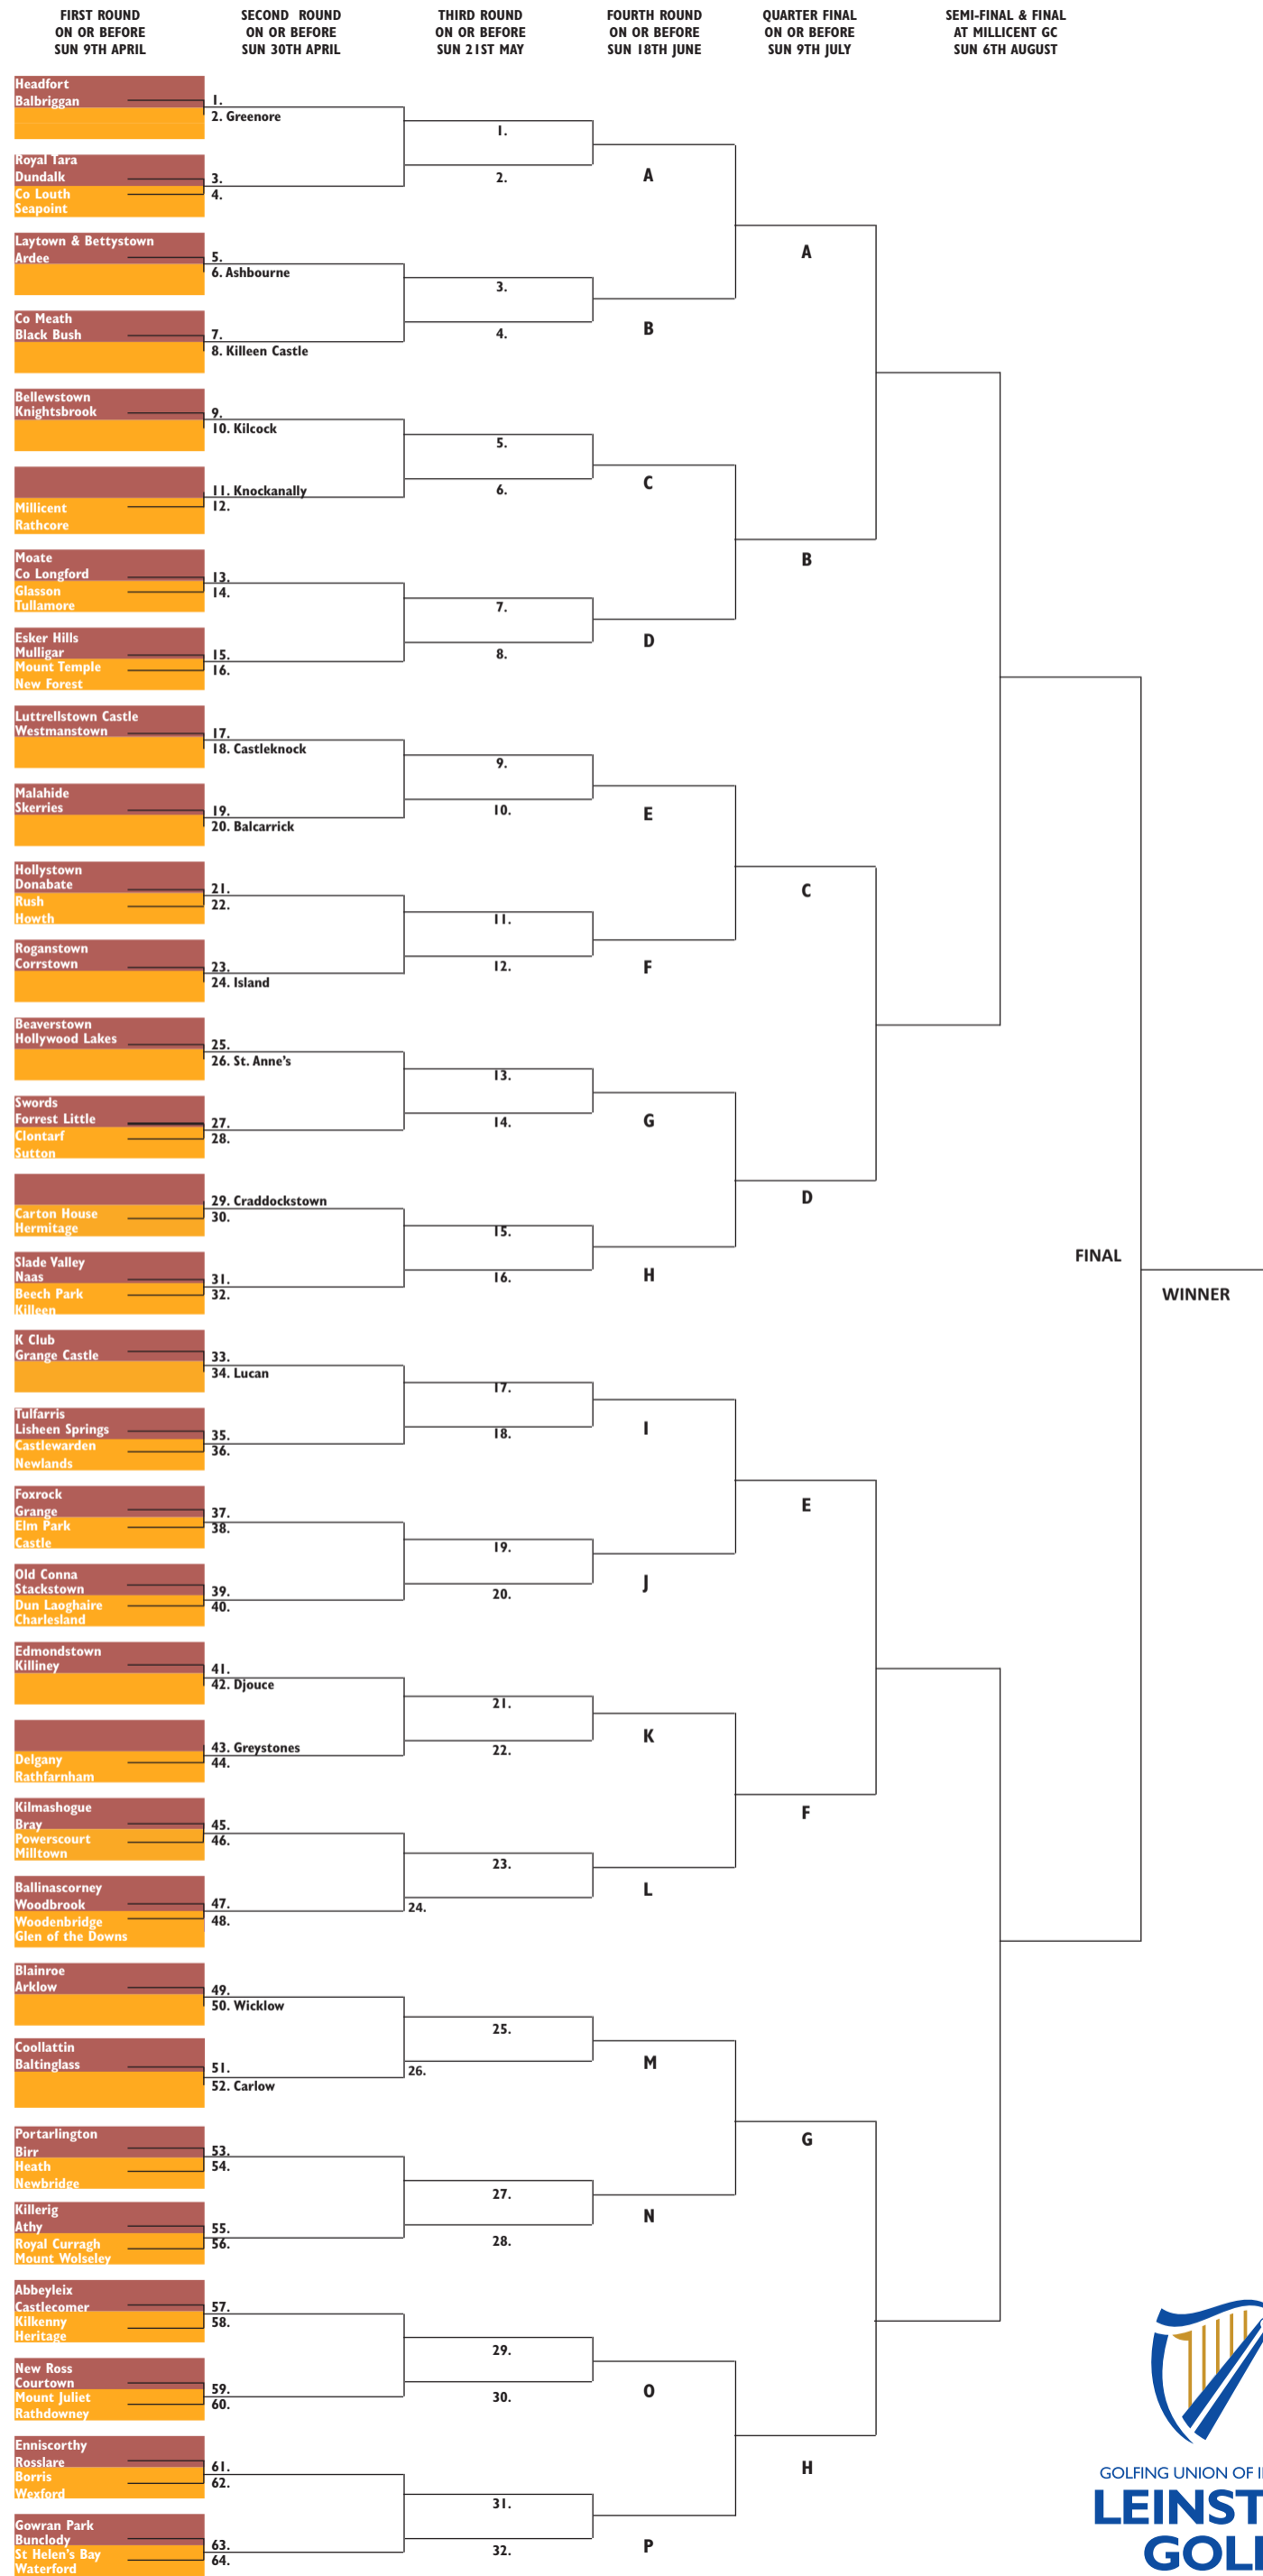 FIRST ROUND
ON OR BEFORE
SUN 9TH APRIL
SECOND ROUND
ON OR BEFORE
SUN 30TH APRIL
THIRD ROUND
ON OR BEFORE
SUN 21ST MAY
FOURTH ROUND
ON OR BEFORE
SUN 18TH JUNE
QUARTER FINAL
ON OR BEFORE
SUN 9TH JULY
SEMI-FINAL & FINAL
AT MILLICENT GC
SUN 6TH AUGUST
Headfort
Balbriggan
1.
2. Greenore
Royal Tara
Dundalk
Co Louth
Seapoint
3.
4.
Laytown & Bettystown
Ardee
5.
6. Ashbourne
Co Meath
Black Bush
7.
8. Killeen Castle
Bellewstown
Knightsbrook
9.
10. Kilcock
11. Knockanally
12.
Millicent
Rathcore
Moate
Co Longford
Glasson
Tullamore
13.
14.
Esker Hills
Mulligar
Mount Temple
New Forest
15.
16.
Luttrellstown Castle
Westmanstown
17.
18. Castleknock
Malahide
Skerries
19.
20. Balcarrick
Hollystown
Donabate
Rush
Howth
21.
22.
Roganstown
Corrstown
23.
24. Island
Beaverstown
Hollywood Lakes
25.
26. St. Anne's
Swords
Forrest Little
Clontarf
Sutton
27.
28.
29. Craddockstown
30.
Carton House
Hermitage
Slade Valley
Naas
Beech Park
Killeen
31.
32.
K Club
Grange Castle
33.
34. Lucan
Tulfarris
Lisheen Springs
Castlewarden
Newlands
35.
36.
Foxrock
Grange
Elm Park
Castle
37.
38.
Old Conna
Stackstown
Dun Laoghaire
Charlesland
39.
40.
Edmondstown
Killiney
41.
42. Djouce
43. Greystones
44.
Delgany
Rathfarnham
Kilmashogue
Bray
Powerscourt
Milltown
45.
46.
Ballinascorney
Woodbrook
Woodenbridge
Glen of the Downs
47.
48.
Blainroe
Arklow
49.
50. Wicklow
Coollattin
Baltinglass
51.
52. Carlow
Portarlington
Birr
Heath
Newbridge
53.
54.
Killerig
Athy
Royal Curragh
Mount Wolseley
55.
56.
Abbeyleix
Castlecomer
Kilkenny
Heritage
57.
58.
New Ross
Courtown
Mount Juliet
Rathdowney
59.
60.
Enniscorthy
Rosslare
Borris
Wexford
61.
62.
Gowran Park
Bunclody
St Helen's Bay
Waterford
63.
64.
1.
2.
3.
4.
5.
6.
7.
8.
9.
10.
11.
12.
13.
14.
15.
16.
17.
18.
19.
20.
21.
22.
23.
24.
25.
26.
27.
28.
29.
30.
31.
32.
A
B
C
D
E
F
G
H
I
J
K
L
M
N
O
P
A
B
C
D
E
F
G
H
FINAL
WINNER
GOLFING UNION OF
LEINST
GOL